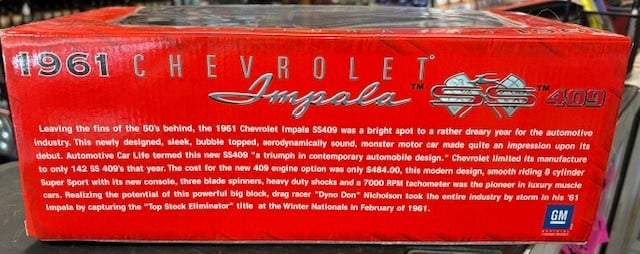 1961 CHEVROLET®
Impala™ SS™ 409
Leaving the fins of the 50's behind, the 1961 Chevrolet Impala SS409 was a bright spot to a rather dreary year for the automotive
industry. This newly designed, sleek, bubble topped, aerodynamically sound, monster motor car made quite an impression upon its
debut. Automotive Car Life termed this new SS409 "a triumph in contemporary automobile design." Chevrolet limited its manufacture
to only 142 SS 409's that year. The cost for the new 409 engine option was only $484.00, this modern design, smooth riding 8 cylinder
Super Sport with its new console, three blade spinners, heavy duty shocks and a 7000 RPM tachometer was the pioneer in luxury muscle
cars. Realizing the potential of this powerful big block, drag racer "Dyno Don" Nicholson took the entire industry by storm in his '61
Impala by capturing the "Top Stock Eliminator" title at the Winter Nationals in February of 1961.
GM